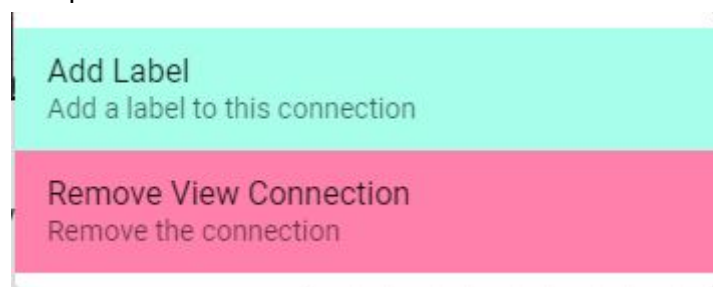 Add Label
Add a label to this connection
Remove View Connection
Remove the connection